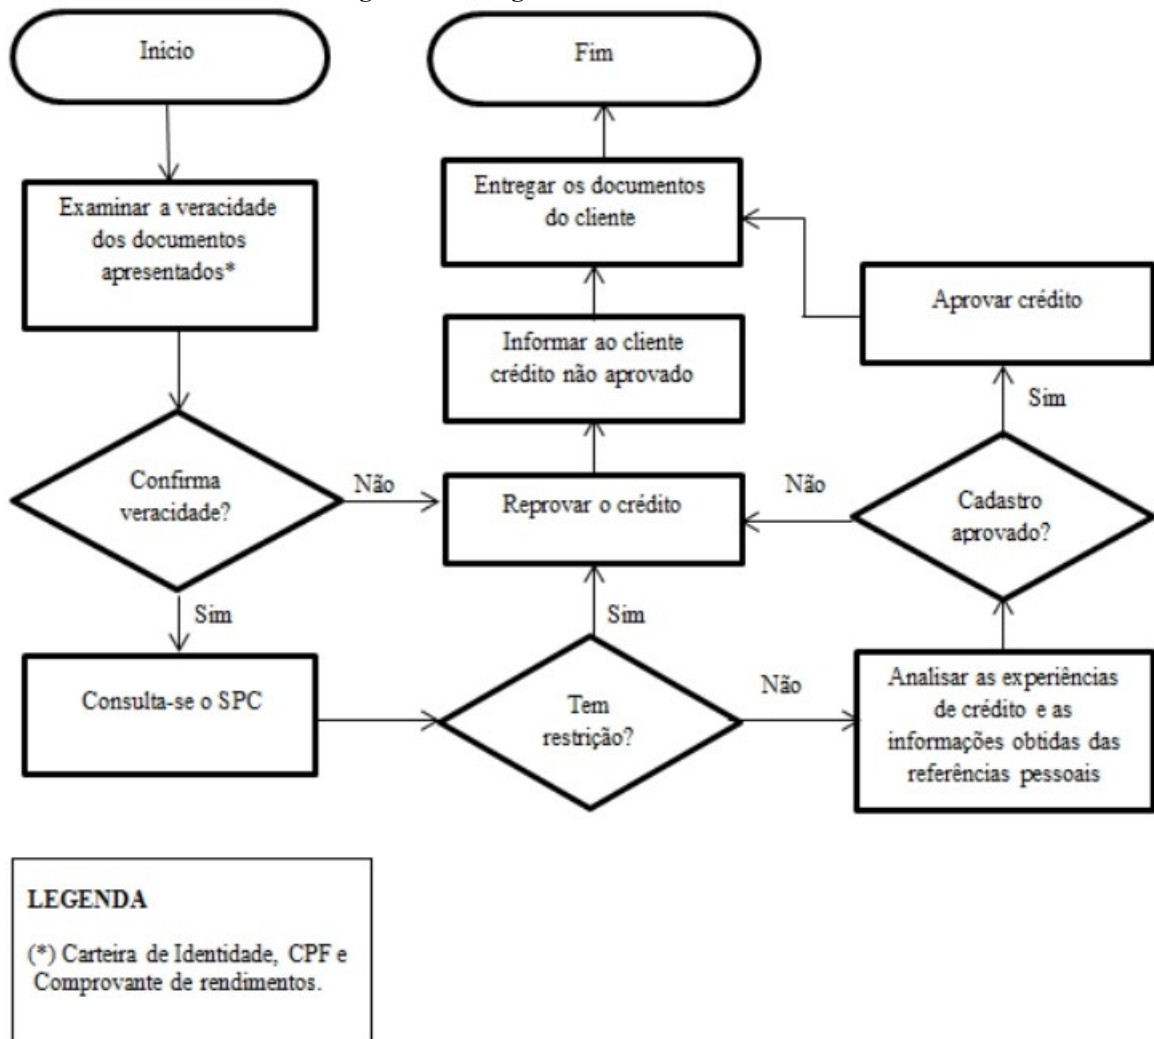 Início
Fim
Examinar a veracidade
dos documentos
apresentados*
Entregar os documentos
do cliente
Aprovar crédito
Informar ao cliente
crédito não aprovado
Sim
Confirma
veracidade?
Não
Reprovar o crédito
Não
Cadastro
aprovado?
Sim
Sim
Consulta-se o SPC
Tem
restrição?
Não
Analisar as experiências
de crédito e as
informações obtidas das
referências pessoais
LEGENDA
(*) Carteira de Identidade, CPF e
Comprovante de rendimentos.